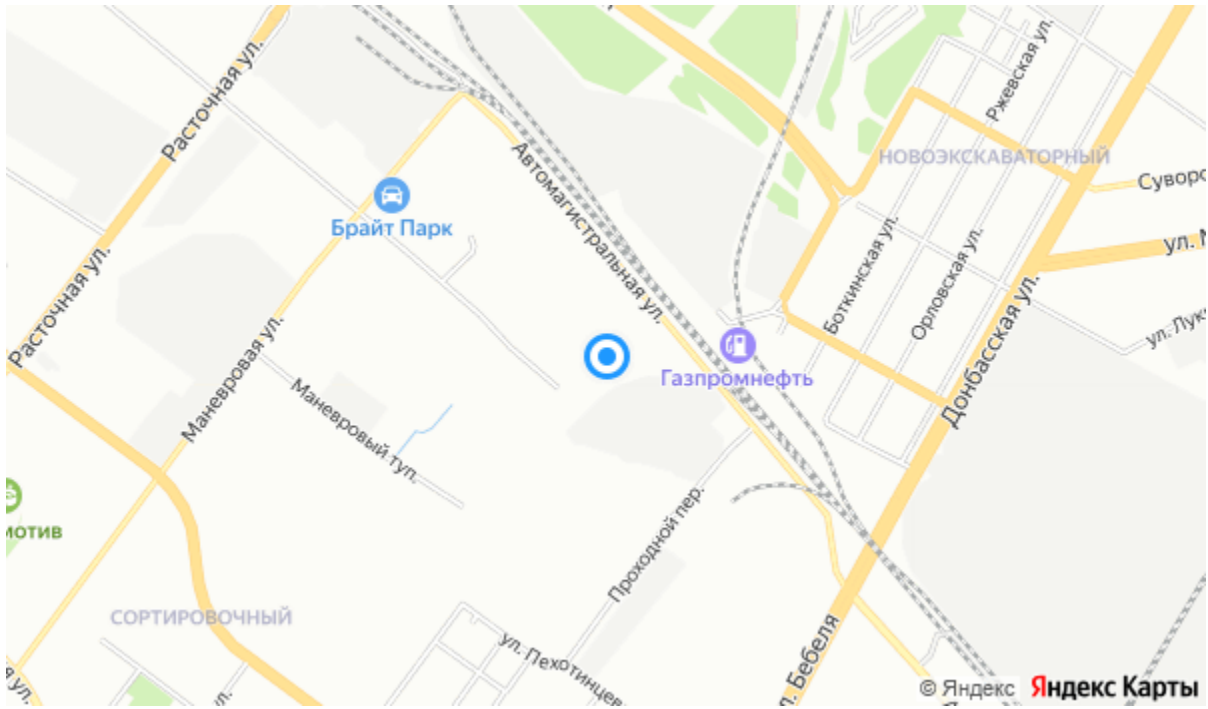 Расточная ул.
Ржевская ул.
НОВОЭКСКАВАТОРНЫЙ
Суворо
Автомагистральная ул.
Брайт Парк
ул. М
Боткинская ул.
Орловская ул.
Расточная ул.
Донбасская ул.
ул. Лук
Маневровая ул.
Газпромнефть
Маневровый туп.
Проходной пер.
мотив
СОРТИРОВОЧНЫЙ
ул. Пехотинцев
л. Бебеля
я ул.
ул.
© Яндекс Яндекс Карты